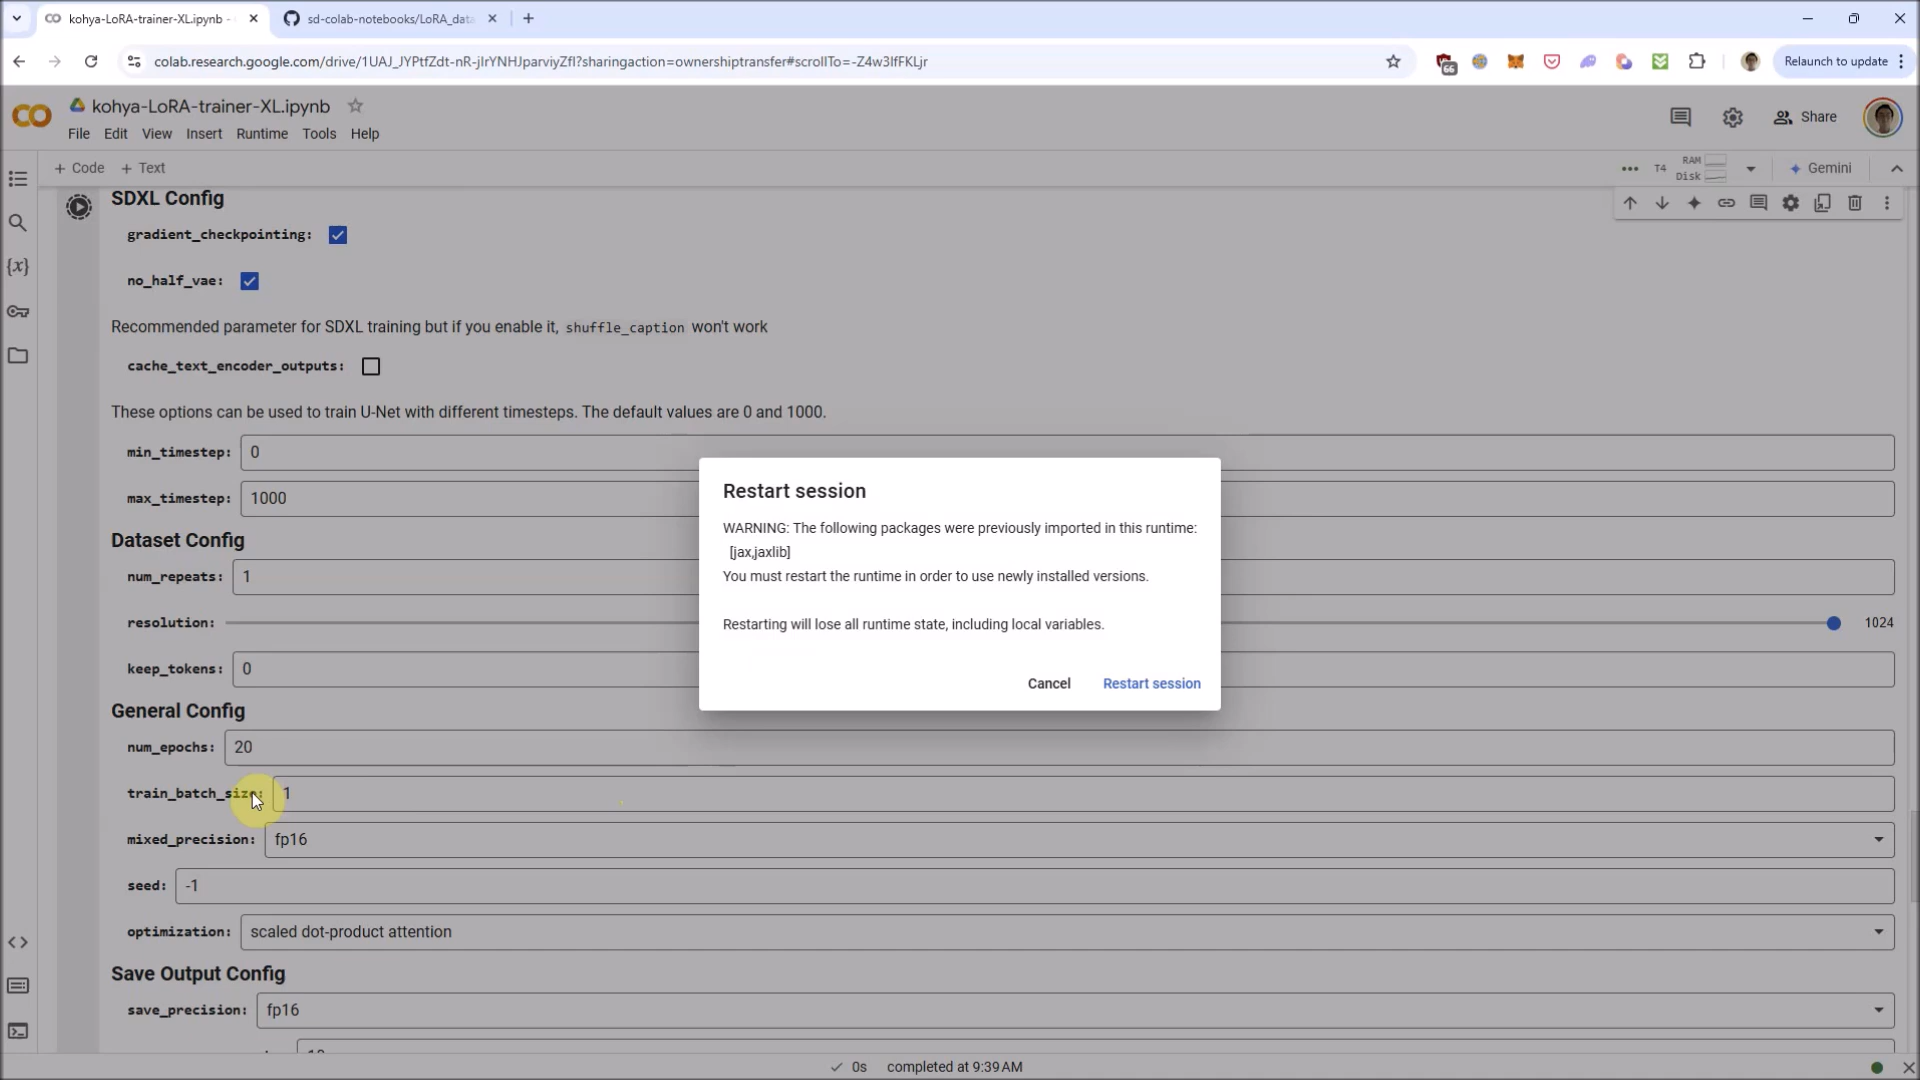 kohya-LoRA-trainer-XL.ipynb -
sd-colab-notebooks/LoRA_data
colab.research.google.com/drive/1UAJ_JYPtfZdt-nR-jIrYNHJparviyZfI?sharingaction=ownershiptransfer#scrollTo=-Z4w3IfFKLjr
66
Relaunch to update
CO
kohya-LoRA-trainer-XL.ipynb
File Edit View Insert Runtime Tools Help
Share
+ Code + Text
T4
RAM
Disk
Gemini
SDXL Config
gradient_checkpointing:
no_half_vae:
Recommended parameter for SDXL training but if you enable it, shuffle_caption won't work
cache_text_encoder_outputs:
These options can be used to train U-Net with different timesteps. The default values are 0 and 1000.
min_timestep: 0
max_timestep: 1000
Dataset Config
num_repeats: 1
resolution: 1024
keep_tokens: 0
General Config
num_epochs: 20
train_batch_size: 1
mixed_precision: fp16
seed: -1
optimization: scaled dot-product attention
Save Output Config
save_precision: fp16
Restart session
WARNING: The following packages were previously imported in this runtime:
[jax,jaxlib]
You must restart the runtime in order to use newly installed versions.
Restarting will lose all runtime state, including local variables.
Cancel Restart session
0s completed at 9:39 AM